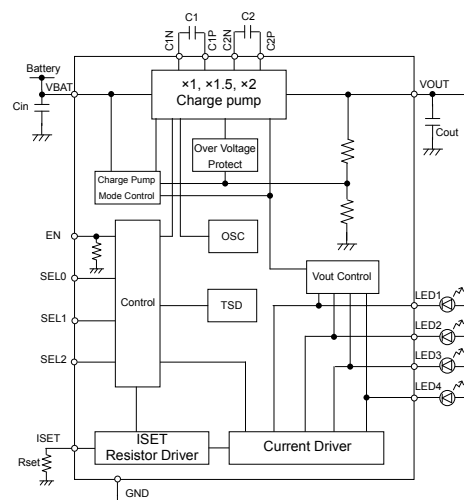 C1
C2
C1N
C1P
C2N
C2P
Battery
VBAT
Cin
×1, ×1.5, ×2
Charge pump
VOUT
Cout
Over Voltage
Protect
Charge Pump
Mode Control
EN
OSC
SEL0
Control
Vout Control
LED1
TSD
SEL1
LED2
SEL2
LED3
LED4
ISET
ISET
Resistor Driver
Current Driver
Rset
GND